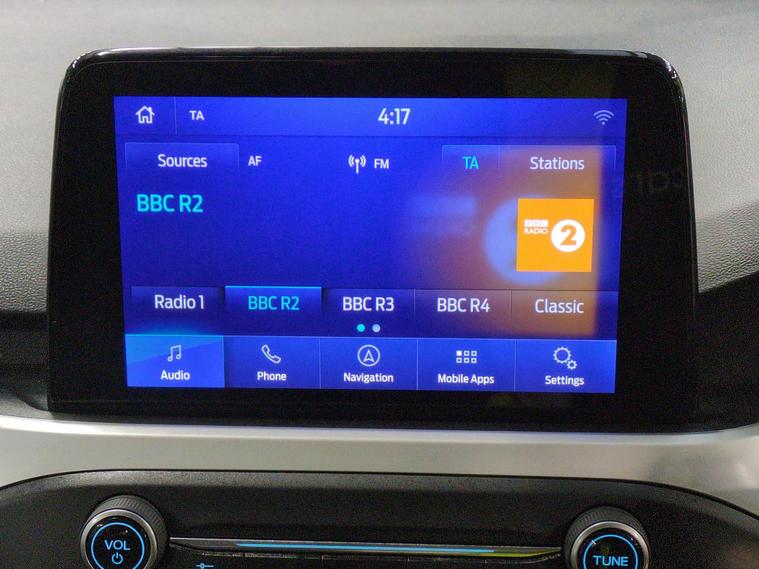 TA 4:17
Sources AF FM TA Stations
BBC R2
BBC
RADIO 2
Radio 1 BBC R2 BBC R3 BBC R4 Classic
Audio Phone Navigation Mobile Apps Settings
VOL TUNE